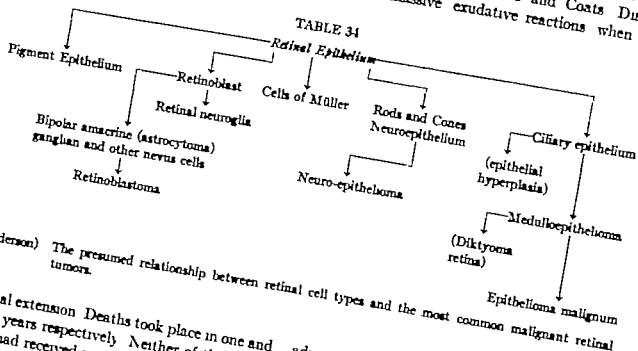 and Coats
exudative reactions when
TABLE 34
Retinal Epithelium
Pigment Epithelium
Retinoblast
Cells of Müller
Rods and Cones
Neuroepithelium
Ciliary epithelium
Retinal neuroglia
Bipolar amacrine (astrocytoma)
ganglian and other nevus cells
Retinoblastoma
Neuro-epithelioma
(epithelial
hyperplasia)
Medulloepithelioma
(Diktyoma
retina)
Epithelioma malignum
The presumed relationship between retinal cell types and the most common malignant retinal
tumors.
extension Deaths took place in one and
years respectively Neither of
had received